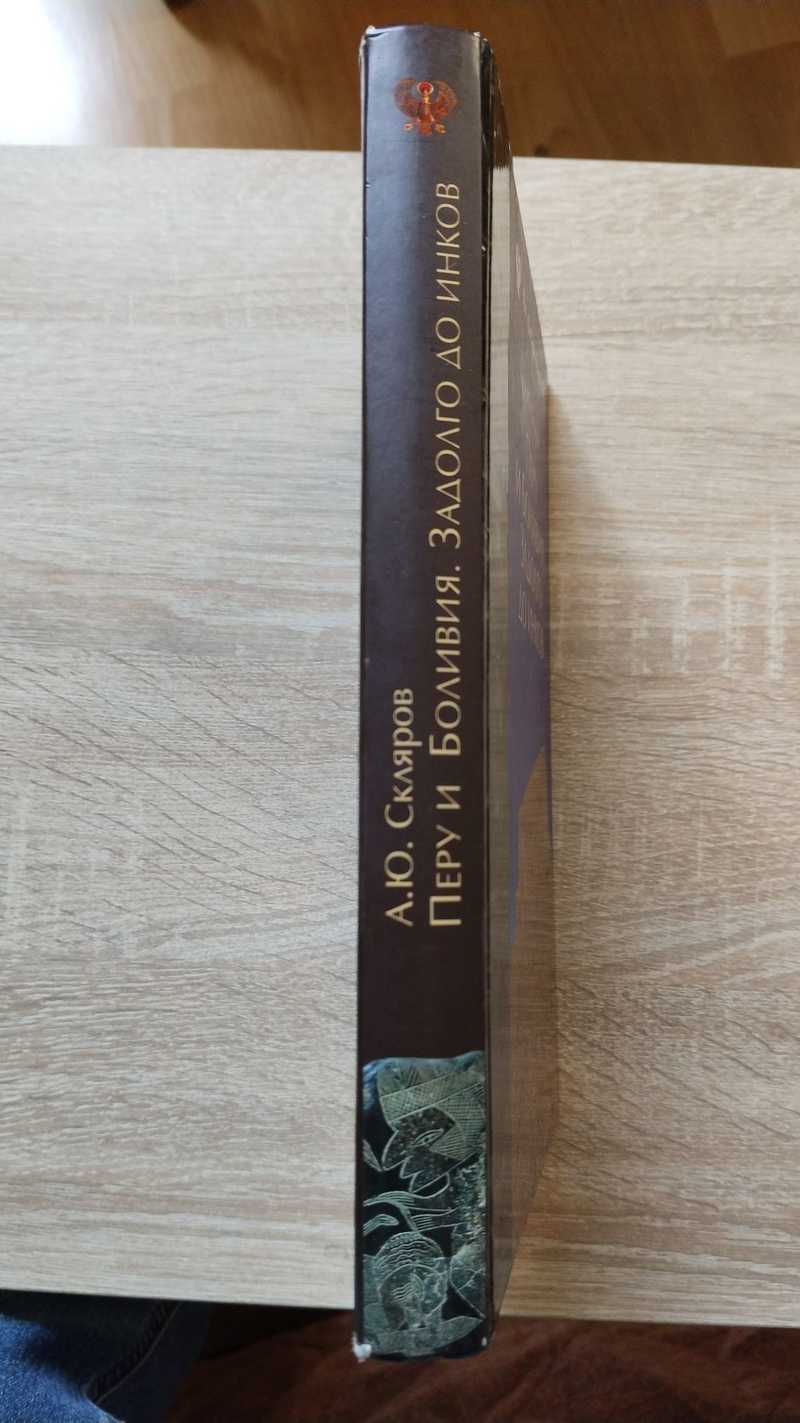 А.Ю. Скляров
Перу и Боливия. Задолго до инков